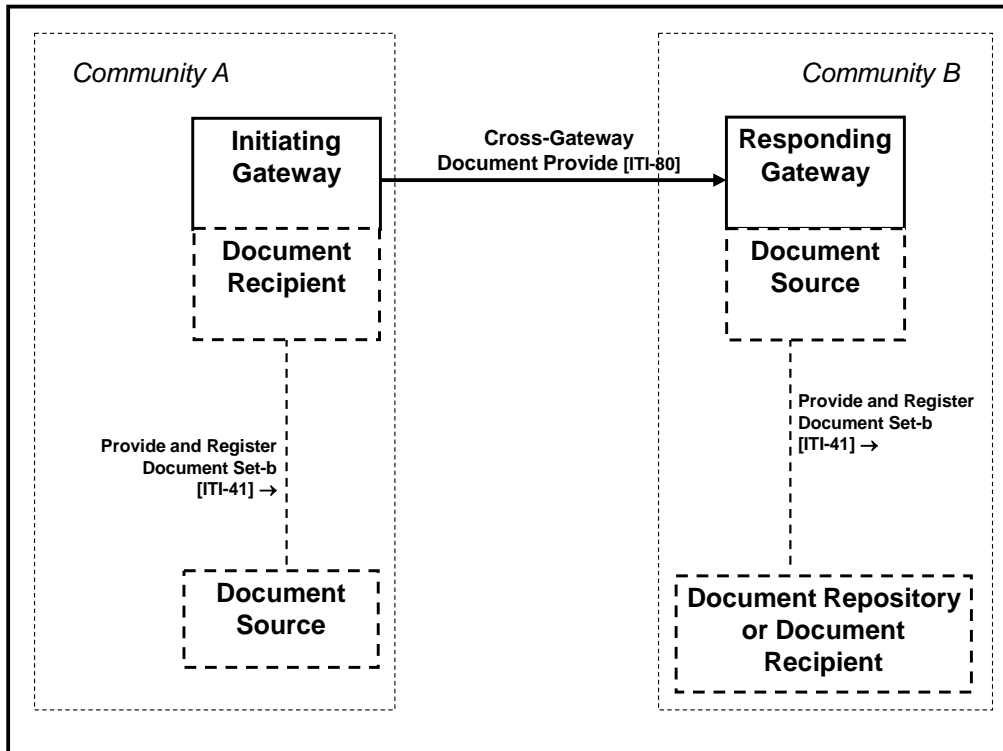 Community A
Initiating
Gateway
Document
Recipient
Provide and Register
Document Set-b
[ITI-41] →
Document
Source
Cross-Gateway
Document Provide [ITI-80]
Community B
Responding
Gateway
Document
Source
Provide and Register
Document Set-b
[ITI-41] →
Document Repository
or Document
Recipient